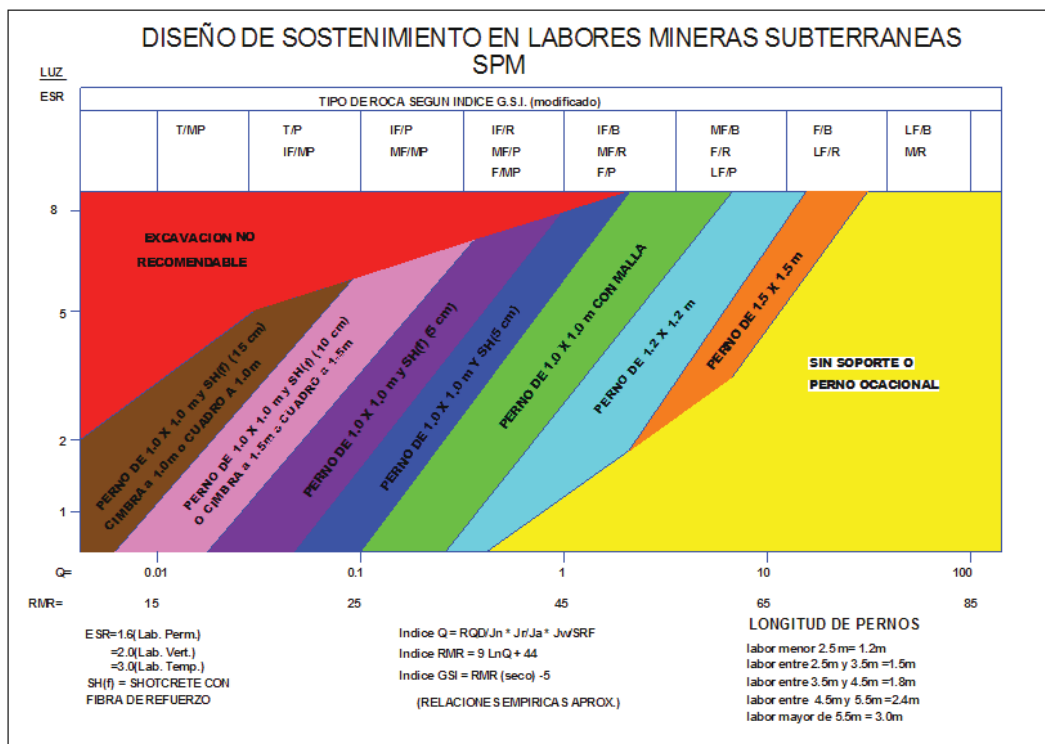 DISEÑO DE SOSTENIMIENTO EN LABORES MINERAS SUBTERRANEAS
SPM
LUZ
ESR
TIPO DE ROCA SEGUN INDICE G.S.I. (modificado)
T/MP
T/P
IF/MP
IF/P
MF/MP
IF/R
MF/P
F/MP
IF/B
MF/R
F/P
MF/B
F/R
LF/P
F/B
LF/R
LF/B
M/R
8
5
2
1
EXCAVACION NO
RECOMENDABLE
PERNO DE 1.0 X 1.0 m y SH(f) (15 cm)
CIMBRA a 1.0m o CUADRO A 1.0m
PERNO DE 1.0 X 1.0 m y SH(f) (10 cm)
O CIMBRA a 1.5m o CUADRO a 1.5m
PERNO DE 1.0 X 1.0 m y SH(f) (5 cm)
PERNO DE 1.0 X 1.0 m Y SH(5 cm)
PERNO DE 1.0 X 1.0 m CON MALLA
PERNO DE 1.2 X 1.2 m
PERNO DE 1.5 X 1.5 m
SIN SOPORTE O
PERNO OCACIONAL
Q= 0.01 0.1 1 10 100
RMR= 15 25 45 65 85
ESR=1.6(Lab. Perm.)
=2.0(Lab. Vert.)
=3.0(Lab. Temp.)
SH(f) = SHOTCRETE CON
FIBRA DE REFUERZO
Indice Q = RQD/Jn * Jr/Ja * Jw/SRF
Indice RMR = 9 LnQ + 44
Indice GSI = RMR (seco) -5
(RELACIONES EMPIRICAS APROX.)
LONGITUD DE PERNOS
labor menor 2.5 m= 1.2m
labor entre 2.5m y 3.5m =1.5m
labor entre 3.5m y 4.5m =1.8m
labor entre 4.5m y 5.5m =2.4m
labor mayor de 5.5m = 3.0m